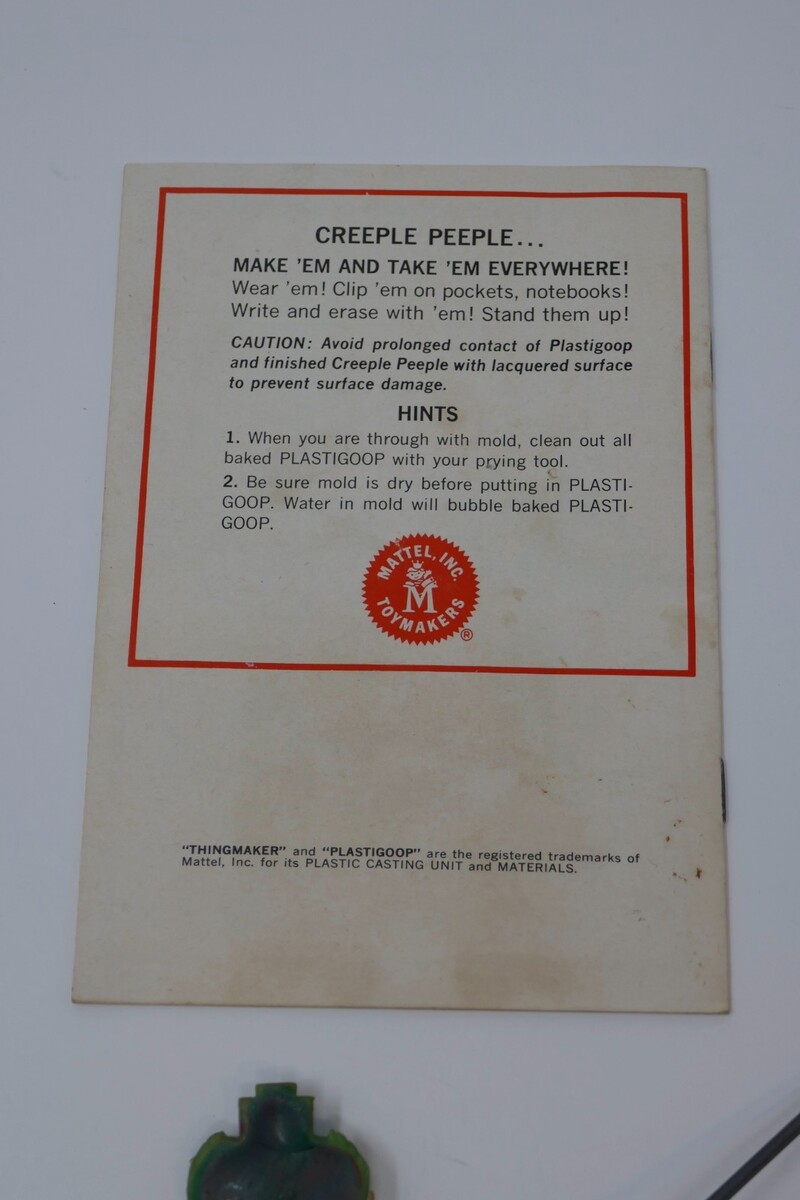 CREEPLE PEEPLE...
MAKE 'EM AND TAKE 'EM EVERYWHERE!
Wear 'em! Clip 'em on pockets, notebooks!
Write and erase with 'em! Stand them up!
CAUTION: Avoid prolonged contact of Plastigoop
and finished Creeple Peeple with lacquered surface
to prevent surface damage.
HINTS
1. When you are through with mold, clean out all
baked PLASTIGOOP with your prying tool.
2. Be sure mold is dry before putting in PLASTI-
GOOP. Water in mold will bubble baked PLASTI-
GOOP.
MATTEL, INC.
M
TOYMAKERS
®
"THINGMAKER" and "PLASTIGOOP" are the registered trademarks of
Mattel, Inc. for its PLASTIC CASTING UNIT and MATERIALS.